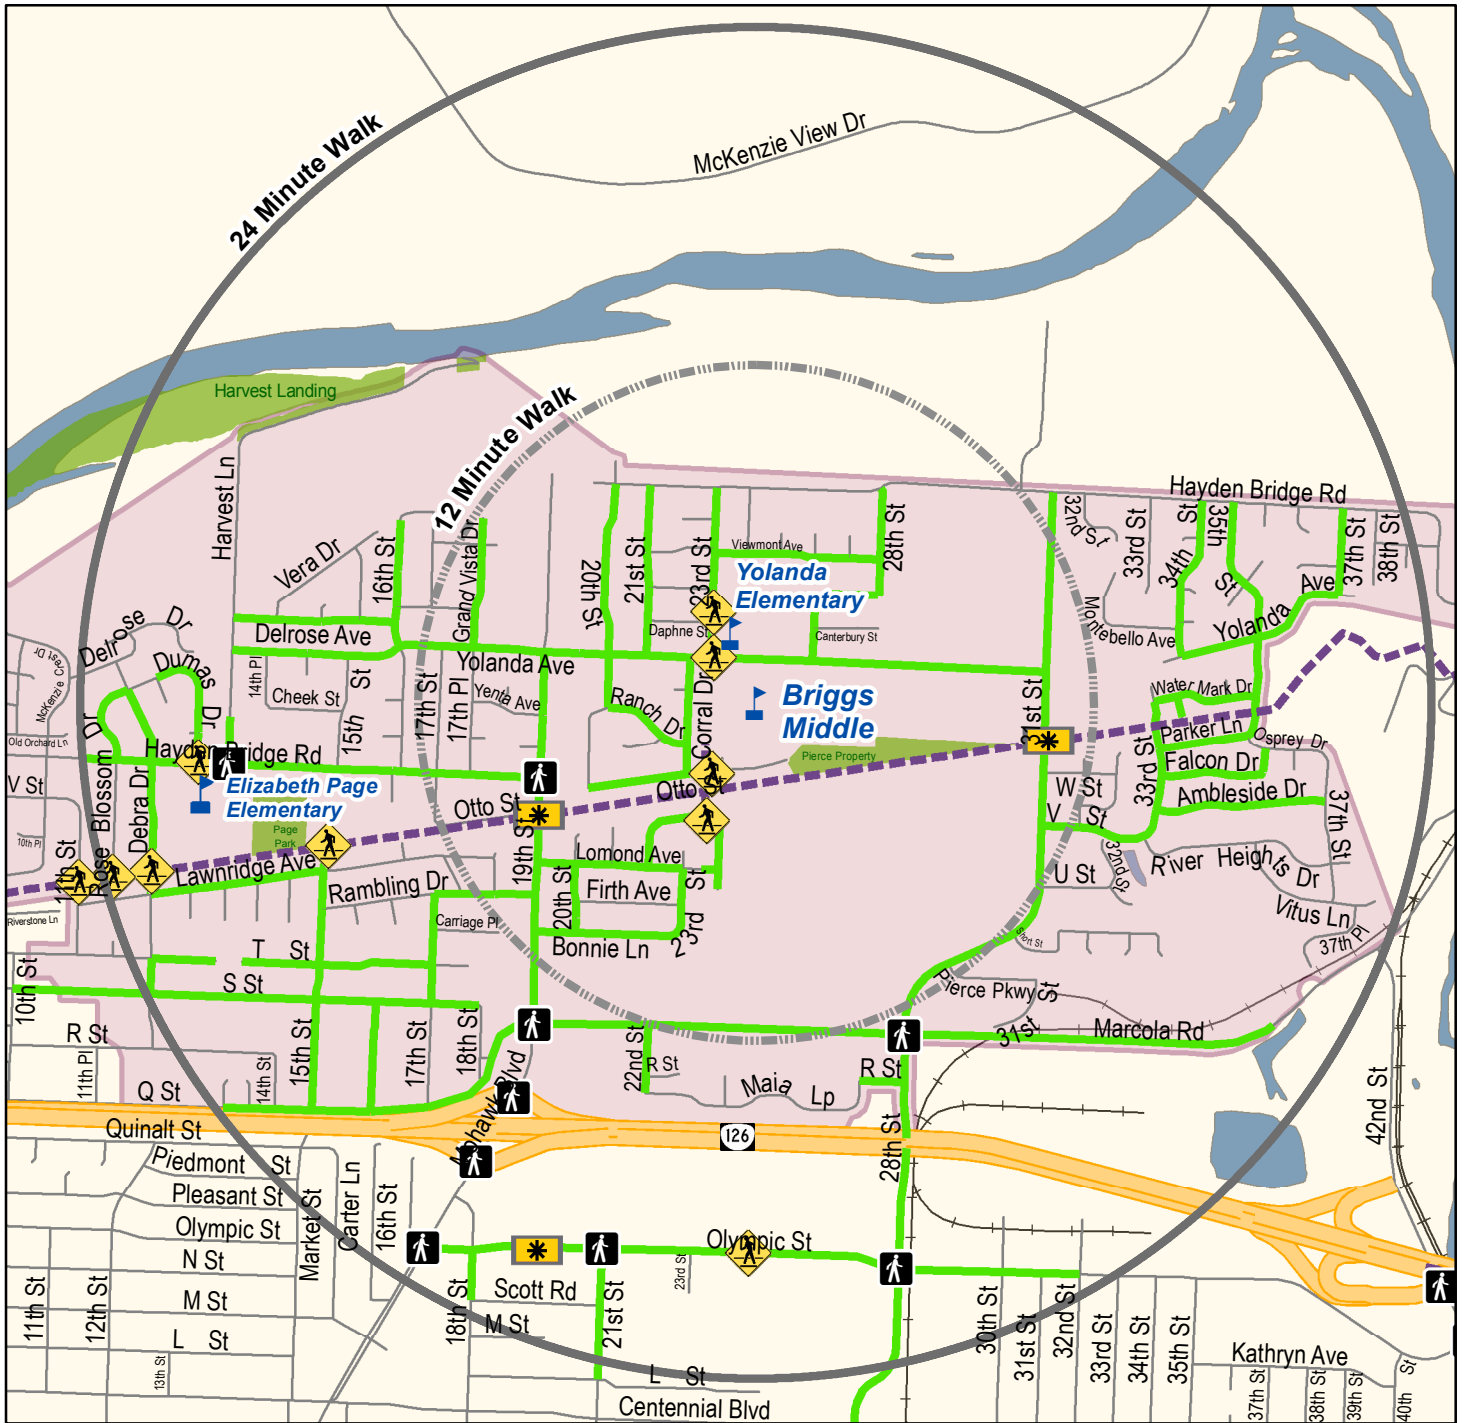 McKenzie View Dr
24 Minute Walk
Harvest Landing
12 Minute Walk
Hayden Bridge Rd
Harvest Ln
Vera Dr
16th St
Grand Vista Dr
20th St
21st St
23rd St
Viewmont Ave
28th St
32nd St
33rd St
34th St
35th St
37th St
38th St
Yolanda
Elementary
Delrose Dr
Delrose Ave
Daphne St
Canterbury St
Montebello Ave
Yolanda Ave
McKenzie Crest Dr
Dumas Dr
14th Pl
Cheek St
15th St
17th St
17th Pl
Yolanda Ave
Yenta Ave
Ranch Dr
Corral Dr
Briggs
Middle
31st St
Water Mark Dr
Parker Ln
Osprey Dr
Old Orchard Ln
Hayden Bridge Rd
Pierce Property
Falcon Dr
V St
Rose Blossom Dr
Debra Dr
Elizabeth Page
Elementary
Otto St
Otto St
W St
V St
33rd St
Ambleside Dr
37th St
10th Pl
11th St
Page
Park
Lawnridge Ave
19th St
Lomond Ave
Rambling Dr
20th St
Firth Ave
23rd St
U St
32nd St
River Heights Dr
Vitus Ln
Riverstone Ln
Carriage Pl
Bonnie Ln
Short St
37th Pl
T St
S St
10th St
Pierce Pkwy
31st St
Marcola Rd
R St
11th Pl
14th St
15th St
17th St
18th St
22nd St
R St
Maia Lp
R St
Q St
Mohawk Blvd
42nd St
Quinalt St
126
28th St
Piedmont St
Pleasant St
Olympic St
Market St
Carter Ln
16th St
Olympic St
N St
23rd St
Scott Rd
M St
11th St
12th St
18th St
M St
21st St
30th St
31st St
32nd St
33rd St
34th St
35th St
L St
13th St
L St
Kathryn Ave
37th St
38th St
39th St
40th St
Centennial Blvd